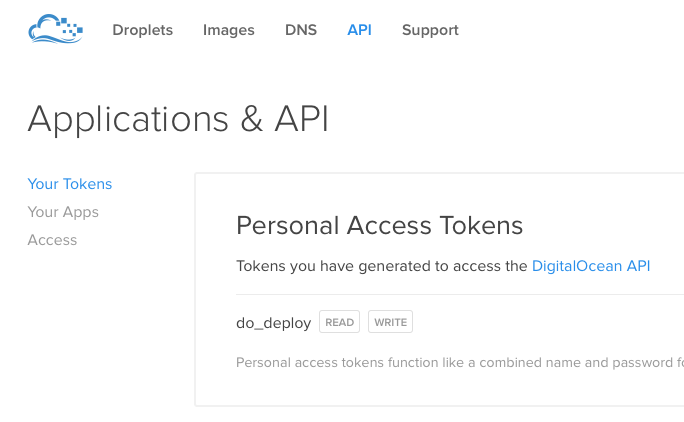 Droplets Images DNS API Support
Applications & API
Your Tokens
Your Apps
Access
Personal Access Tokens
Tokens you have generated to access the DigitalOcean API
do_deploy READ WRITE
Personal access tokens function like a combined name and password